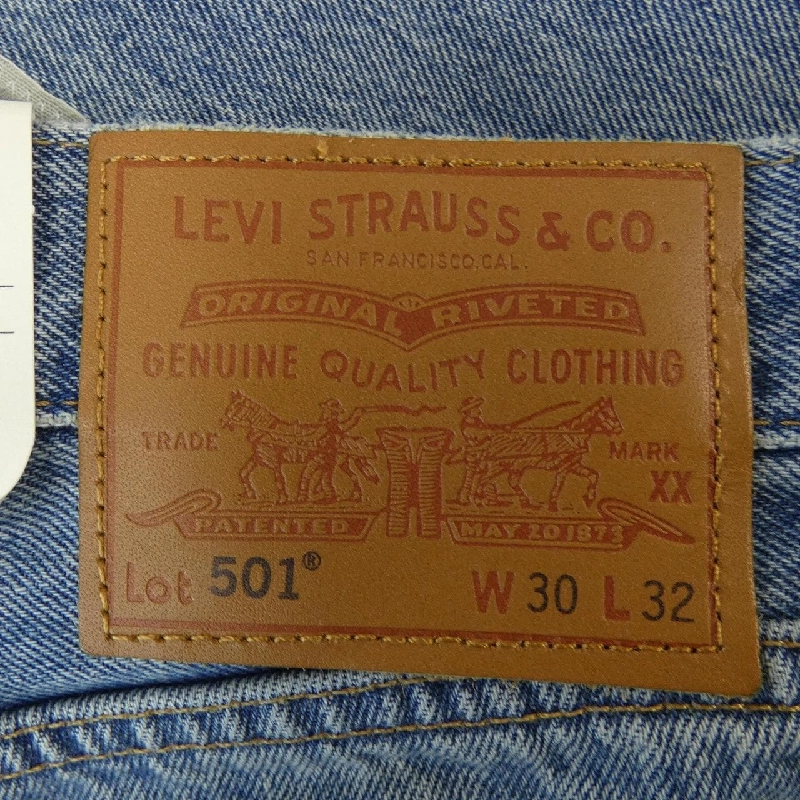 LEVI STRAUSS & CO.
SAN FRANCISCO, CAL.
ORIGINAL RIVETED
GENUINE QUALITY CLOTHING
TRADE MARK
XX
PATENTED MAY 20 1873
Lot 501® W 30 L 32